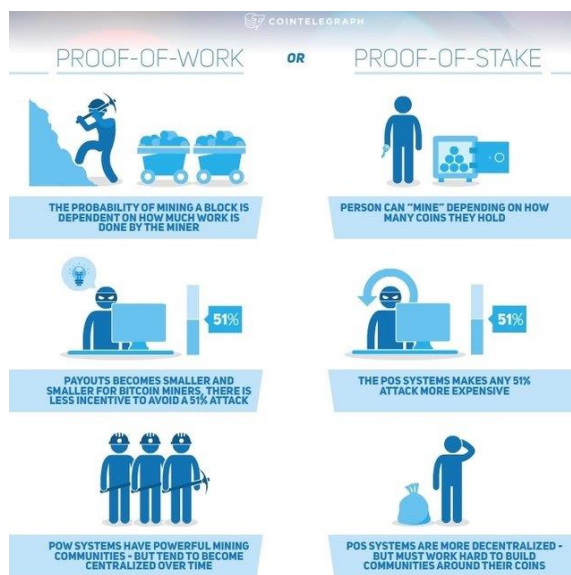 COINTELEGRAPH
PROOF-OF-WORK
OR
PROOF-OF-STAKE
THE PROBABILITY OF MINING A BLOCK IS
DEPENDENT ON HOW MUCH WORK IS
DONE BY THE MINER
PERSON CAN "MINE" DEPENDING ON HOW
MANY COINS THEY HOLD
51%
51%
PAYOUTS BECOMES SMALLER AND
SMALLER FOR BITCOIN MINERS, THERE IS
LESS INCENTIVE TO AVOID A 51% ATTACK
THE POS SYSTEMS MAKES ANY 51%
ATTACK MORE EXPENSIVE
POW SYSTEMS HAVE POWERFUL MINING
COMMUNITIES - BUT TEND TO BECOME
CENTRALIZED OVER TIME
POS SYSTEMS ARE MORE DECENTRALIZED -
BUT MUST WORK HARD TO BUILD
COMMUNITIES AROUND THEIR COINS